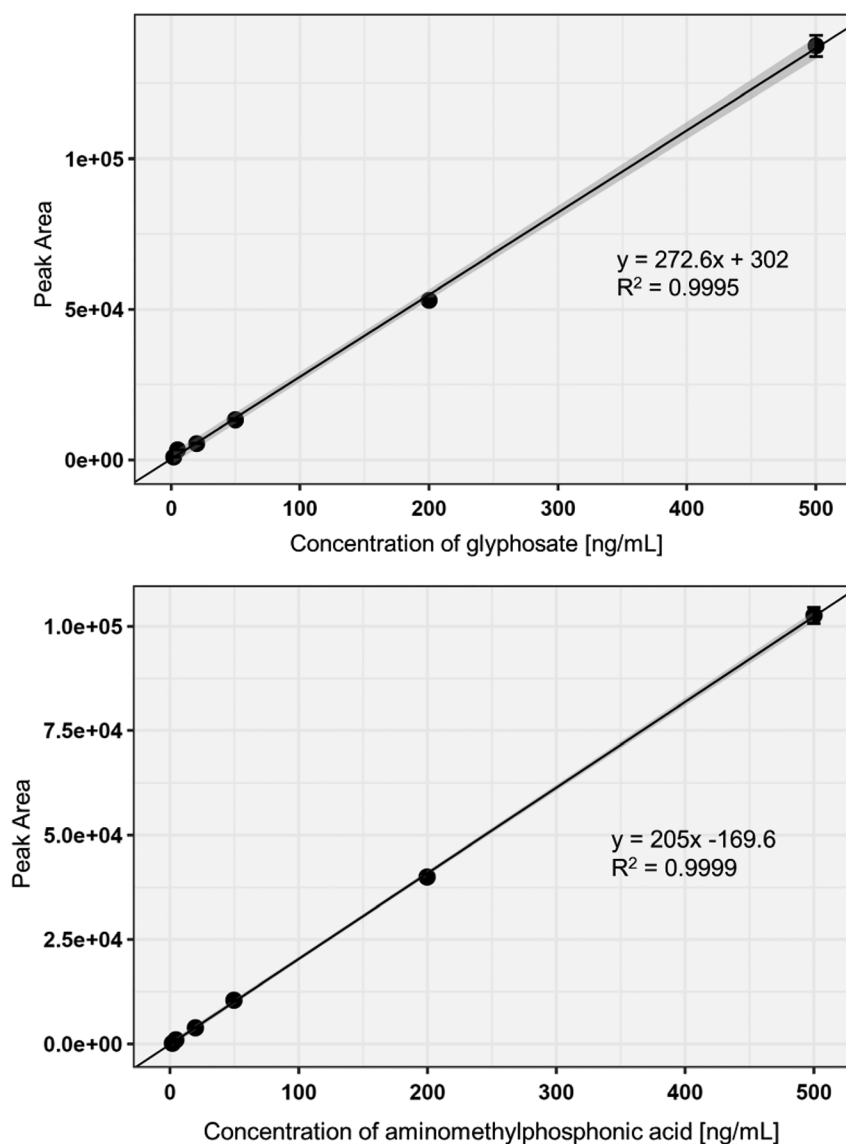 1e+05
5e+04
0e+00
Peak Area
y = 272.6x + 302
R² = 0.9995
0 100 200 300 400 500
Concentration of glyphosate [ng/mL]
1.0e+05
7.5e+04
5.0e+04
2.5e+04
0.0e+00
Peak Area
y = 205x -169.6
R² = 0.9999
0 100 200 300 400 500
Concentration of aminomethylphosphonic acid [ng/mL]